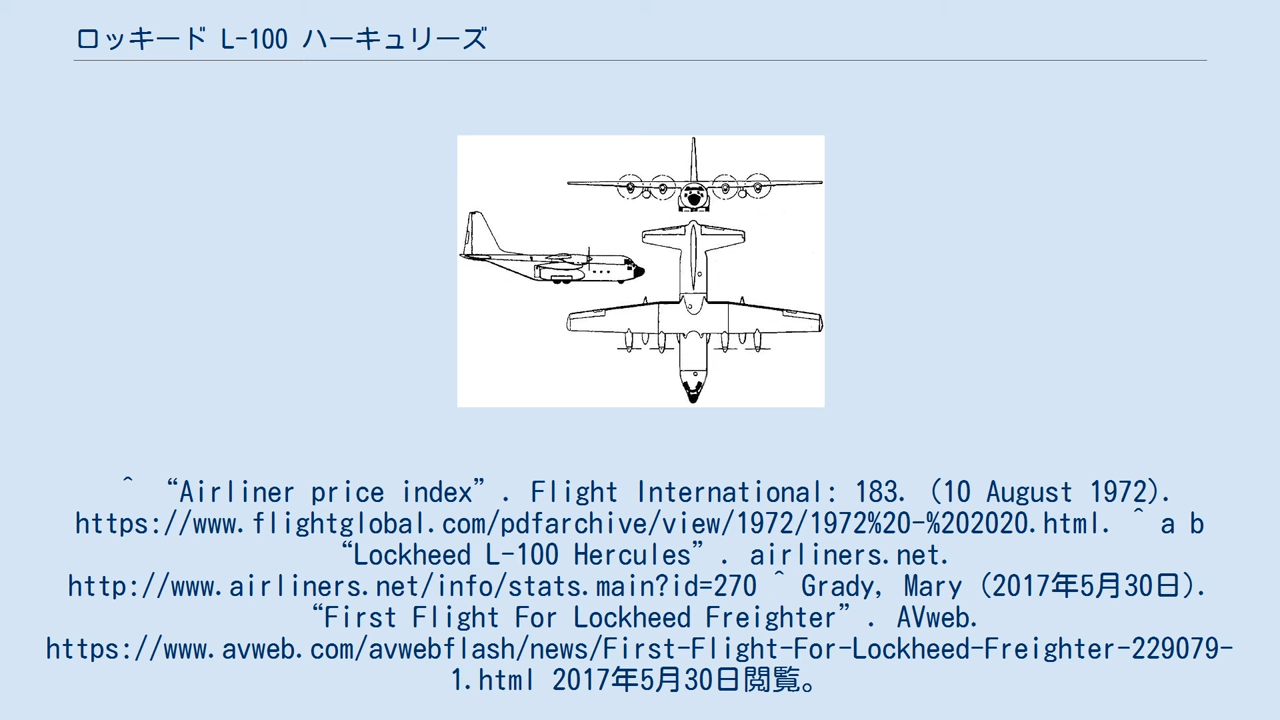 ロッキード L-100 ハーキュリーズ
^ “Airliner price index”. Flight International: 183. (10 August 1972).
https://www.flightglobal.com/pdfarchive/view/1972/1972%20-%202020.html. ^ a b
“Lockheed L-100 Hercules”. airliners.net.
http://www.airliners.net/info/stats.main?id=270 ^ Grady, Mary (2017年5月30日).
“First Flight For Lockheed Freighter”. AVweb.
https://www.avweb.com/avwebflash/news/First-Flight-For-Lockheed-Freighter-229079-
1.html 2017年5月30日閲覧。